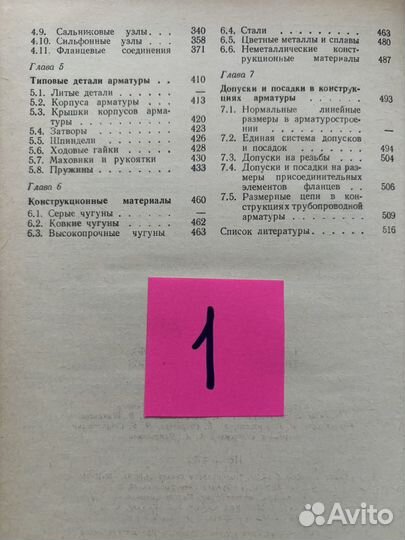 4.9. Сальниковые узлы . . . 340
4.10. Сильфонные узлы . . . 358
4.11. Фланцевые соединения 371
Глава 5
Типовые детали арматуры . . 410
5.1. Литые детали . . . . . —
5.2. Корпуса арматуры . . . 413
5.3. Крышки корпусов арма-
туры . . . . . . . . 420
5.4. Затворы . . . . . . . 423
5.5. Шпиндели . . . . . . 426
5.6. Ходовые гайки . . . . 428
5.7. Маховики и рукоятки 430
5.8. Пружины . . . . . . 433
Глава 6
Конструкционные материалы 460
6.1. Серые чугуны . . . . . —
6.2. Ковкие чугуны . . . . 462
6.3. Высокопрочные чугуны 463
6.4. Стали . . . . . . . . 463
6.5. Цветные металлы и сплавы 480
6.6. Неметаллические конст-
рукционные материалы 487
Глава 7
Допуски и посадки в конструк-
циях арматуры . . . . . . 493
7.1. Нормальные линейные
размеры в арматурострое-
нии . . . . . . . . . —
7.2. Единая система допусков
и посадок . . . . . . 494
7.3. Допуски на резьбы . . 504
7.4. Допуски и посадки на раз-
меры присоединительных
элементов фланцев . . 506
7.5. Размерные цепи в кон-
струкциях трубопроводной
арматуры . . . . . . . 509
Список литературы . . . . . 516
1
Avito